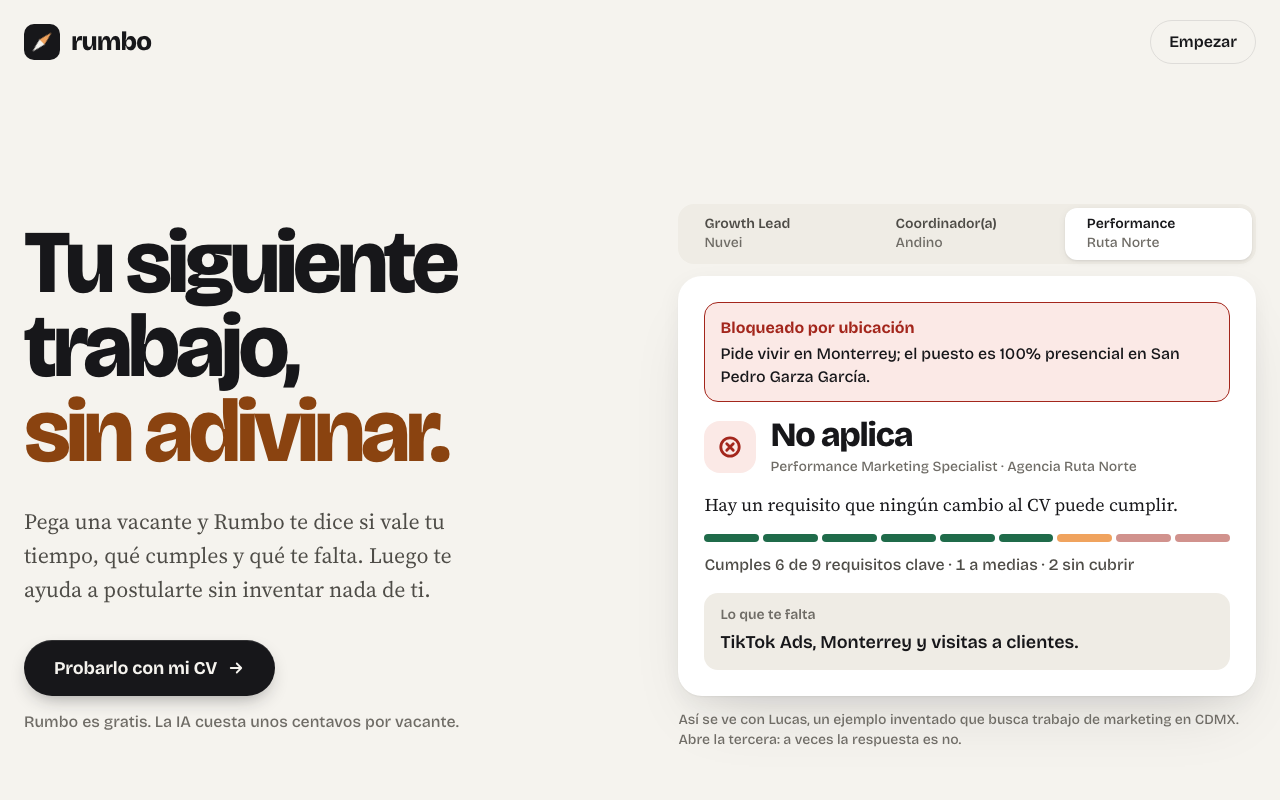 rumbo
Empezar
Tu siguiente
trabajo,
sin adivinar.
Pega una vacante y Rumbo te dice si vale tu
tiempo, qué cumples y qué te falta. Luego te
ayuda a postularte sin inventar nada de ti.
Probarlo con mi CV →
Rumbo es gratis. La IA cuesta unos centavos por vacante.
Growth Lead
Nuvei
Coordinador(a)
Andino
Performance
Ruta Norte
Bloqueado por ubicación
Pide vivir en Monterrey; el puesto es 100% presencial en San
Pedro Garza García.
No aplica
Performance Marketing Specialist · Agencia Ruta Norte
Hay un requisito que ningún cambio al CV puede cumplir.
Cumples 6 de 9 requisitos clave · 1 a medias · 2 sin cubrir
Lo que te falta
TikTok Ads, Monterrey y visitas a clientes.
Así se ve con Lucas, un ejemplo inventado que busca trabajo de marketing en CDMX.
Abre la tercera: a veces la respuesta es no.